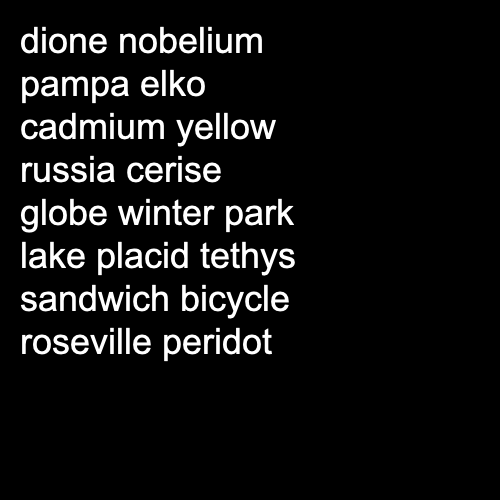 dione nobelium
pampa elko
cadmium yellow
russia cerise
globe winter park
lake placid tethys
sandwich bicycle
roseville peridot